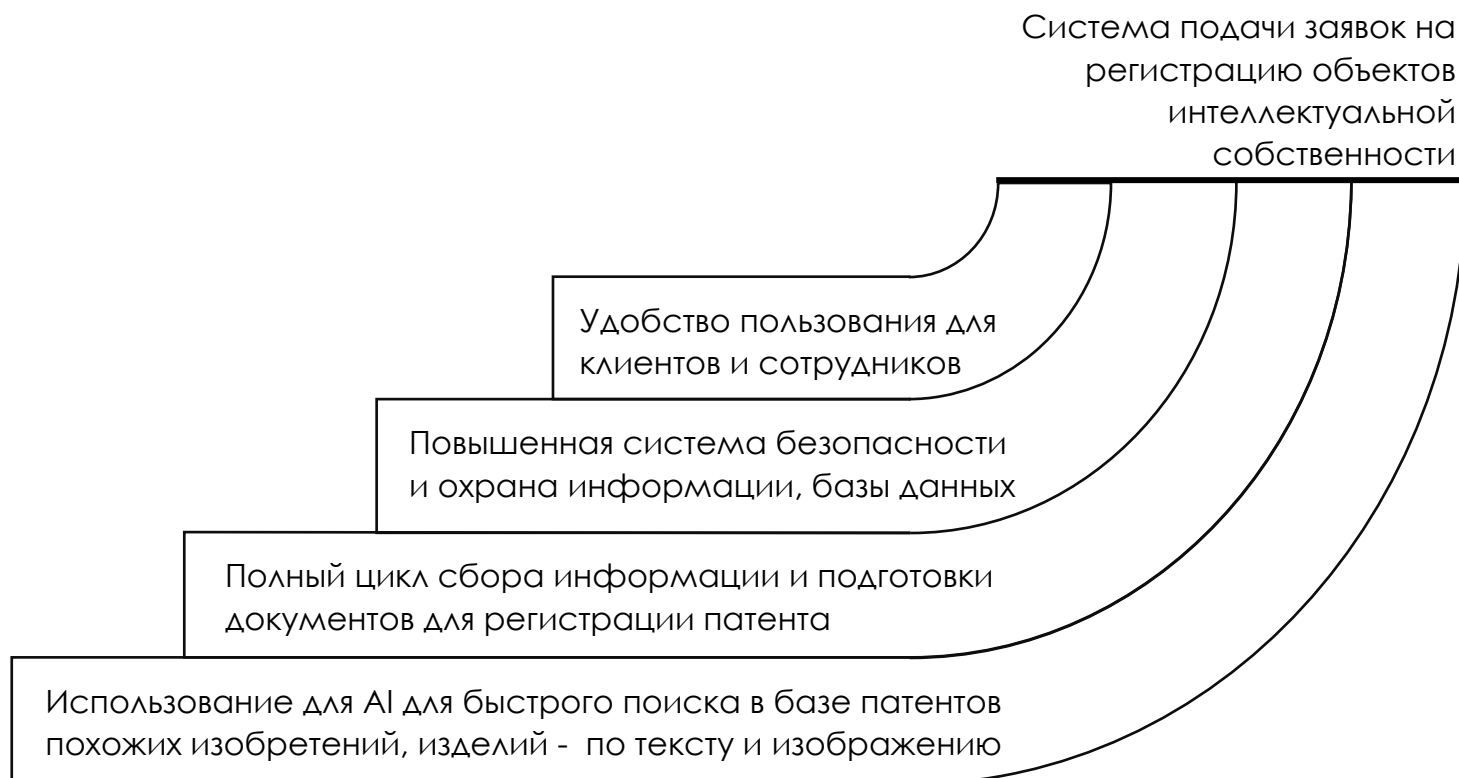 Система подачи заявок на
регистрацию объектов
интеллектуальной
собственности
Удобство пользования для
клиентов и сотрудников
Повышенная система безопасности
и охрана информации, базы данных
Полный цикл сбора информации и подготовки
документов для регистрации патента
Использование для AI для быстрого поиска в базе патентов
похожих изобретений, изделий - по тексту и изображению